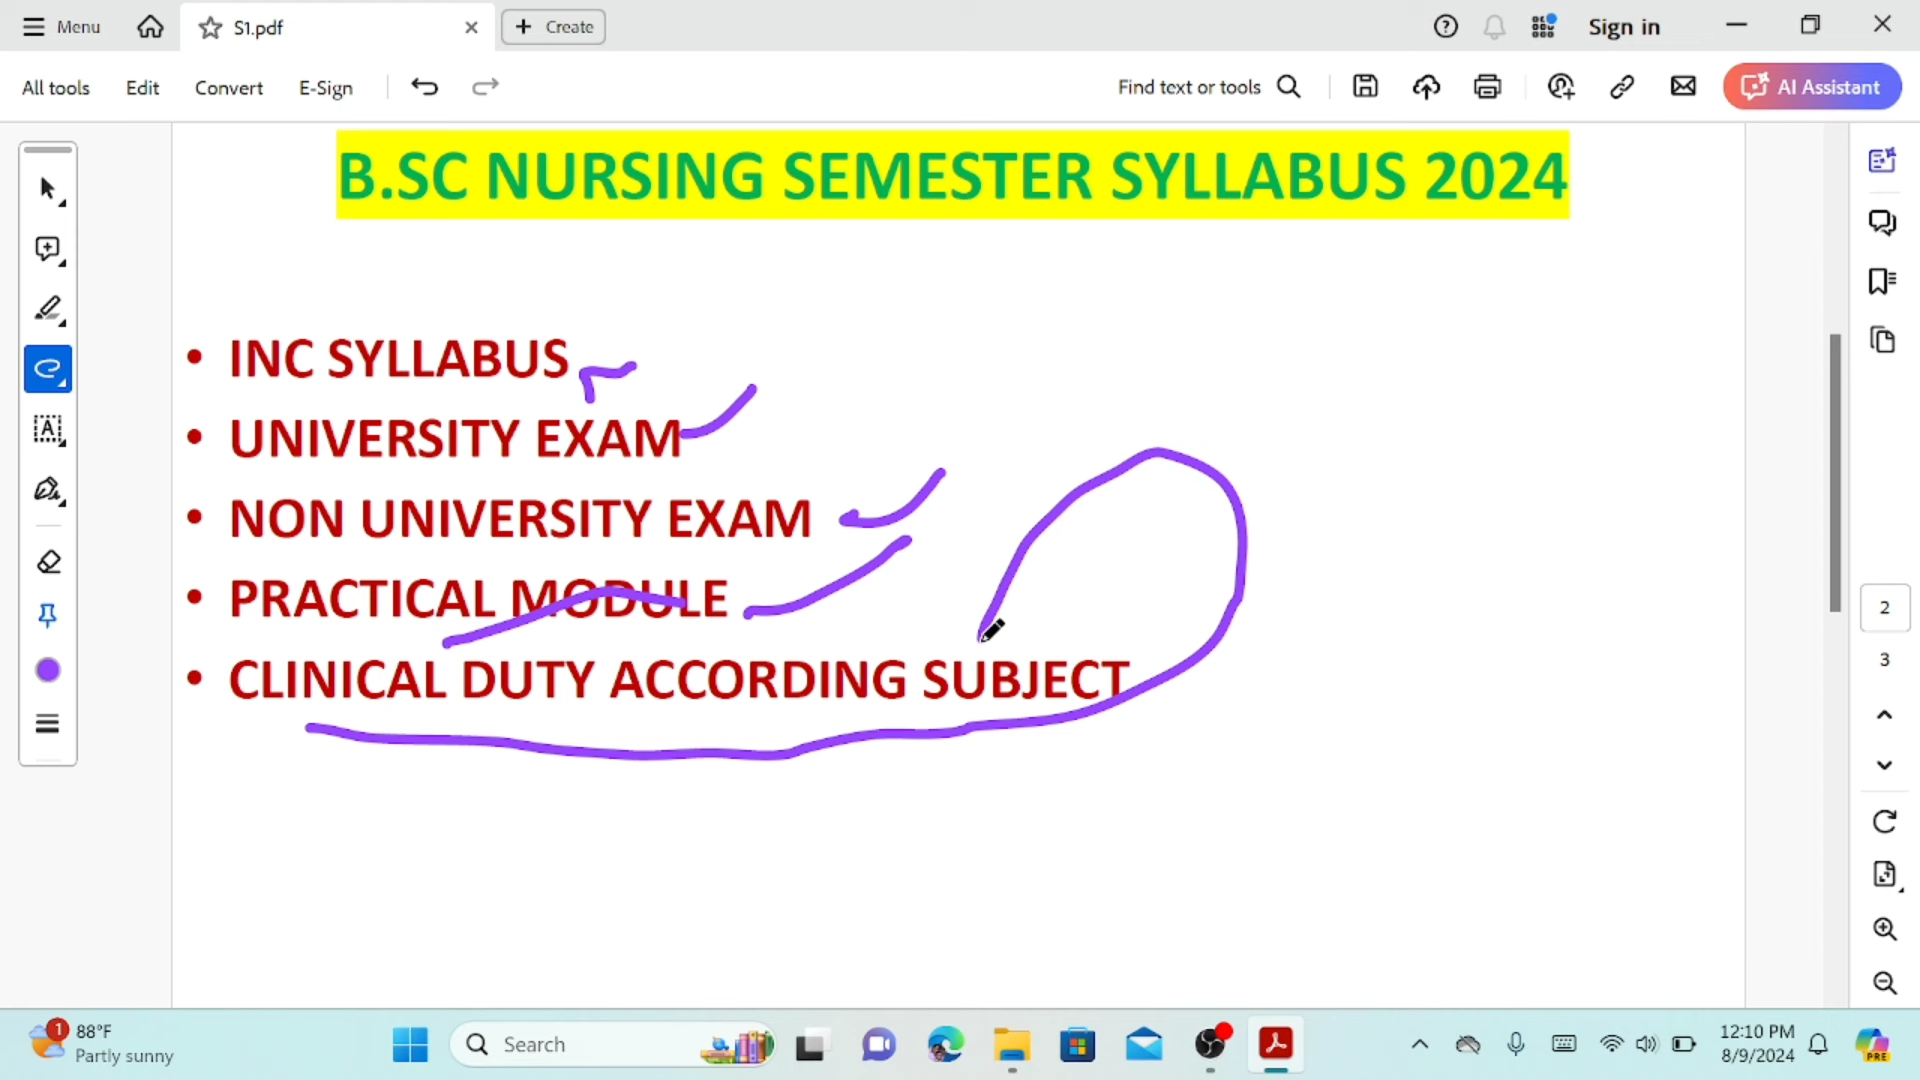 Menu
S1.pdf
Create
Sign in
All tools
Edit
Convert
E-Sign
Find text or tools
AI Assistant
B.SC NURSING SEMESTER SYLLABUS 2024
• INC SYLLABUS
• UNIVERSITY EXAM
• NON UNIVERSITY EXAM
• PRACTICAL MODULE
• CLINICAL DUTY ACCORDING SUBJECT
2
3
1
88°F
Partly sunny
Search
12:10 PM
8/9/2024
PRE